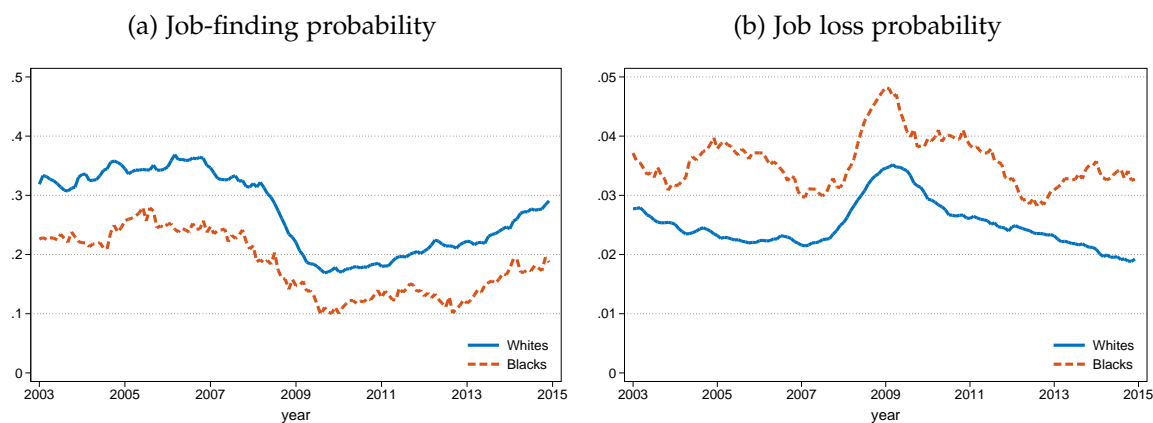 (a) Job-finding probability
.5
.4
.3
.2
.1
0
Whites
Blacks
2003 2005 2007 2009 2011 2013 2015
year
(b) Job loss probability
.05
.04
.03
.02
.01
0
Whites
Blacks
2003 2005 2007 2009 2011 2013 2015
year